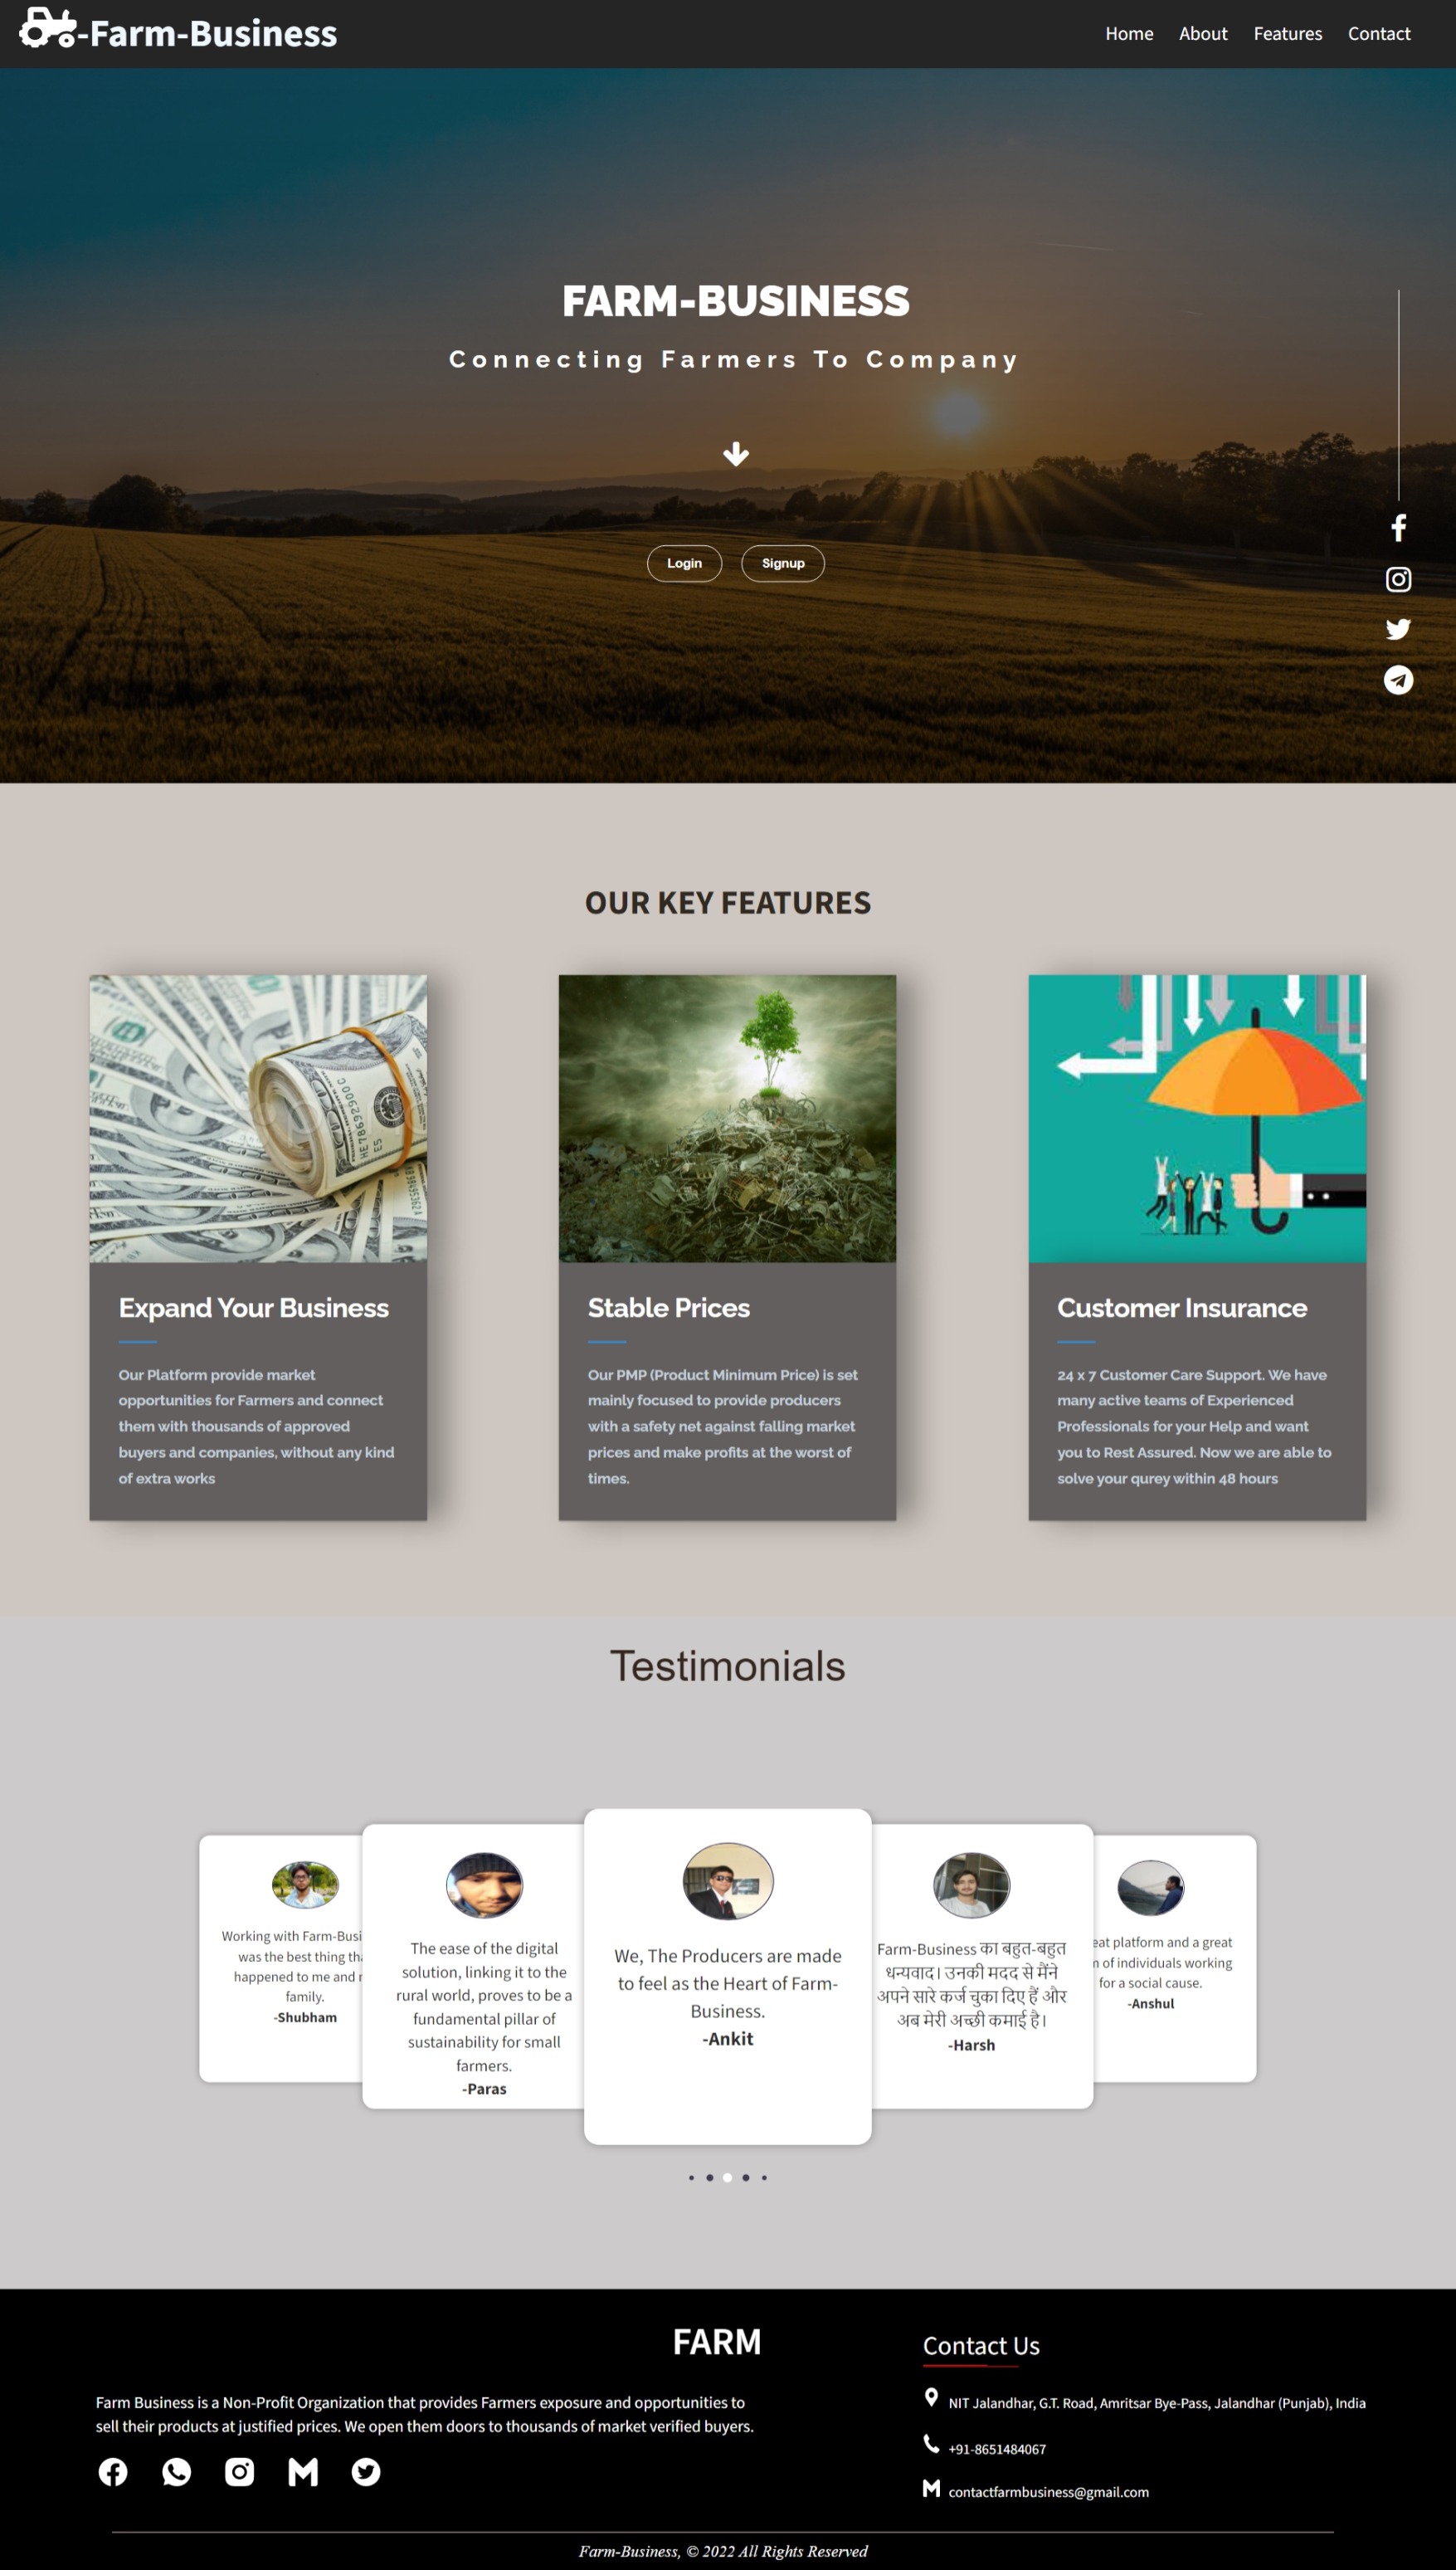 -Farm-Business
Home About Features Contact
FARM-BUSINESS
Connecting Farmers To Company
Login Signup
OUR KEY FEATURES
Expand Your Business
Our Platform provide market
opportunities for Farmers and connect
them with thousands of approved
buyers and companies, without any kind
of extra works
Stable Prices
Our PMP (Product Minimum Price) is set
mainly focused to provide producers
with a safety net against falling market
prices and make profits at the worst of
times.
Customer Insurance
24 x 7 Customer Care Support. We have
many active teams of Experienced
Professionals for your Help and want
you to Rest Assured. Now we are able to
solve your qurey within 48 hours
Testimonials
Working with Farm-Busi
was the best thing tha
happened to me and
family.
-Shubham
The ease of the digital
solution, linking it to the
rural world, proves to be a
fundamental pillar of
sustainability for small
farmers.
-Paras
We, The Producers are made
to feel as the Heart of Farm-
Business.
-Ankit
Farm-Business का बहुत-बहुत
धन्यवाद। उनकी मदद से मैंने
अपने सारे कर्ज चुका दिए हैं और
अब मेरी अच्छी कमाई है।
-Harsh
eat platform and a great
of individuals working
for a social cause.
-Anshul
FARM
Farm Business is a Non-Profit Organization that provides Farmers exposure and opportunities to
sell their products at justified prices. We open them doors to thousands of market verified buyers.
Contact Us
NIT Jalandhar, G.T. Road, Amritsar Bye-Pass, Jalandhar (Punjab), India
+91-8651484067
contactfarmbusiness@gmail.com
Farm-Business, © 2022 All Rights Reserved